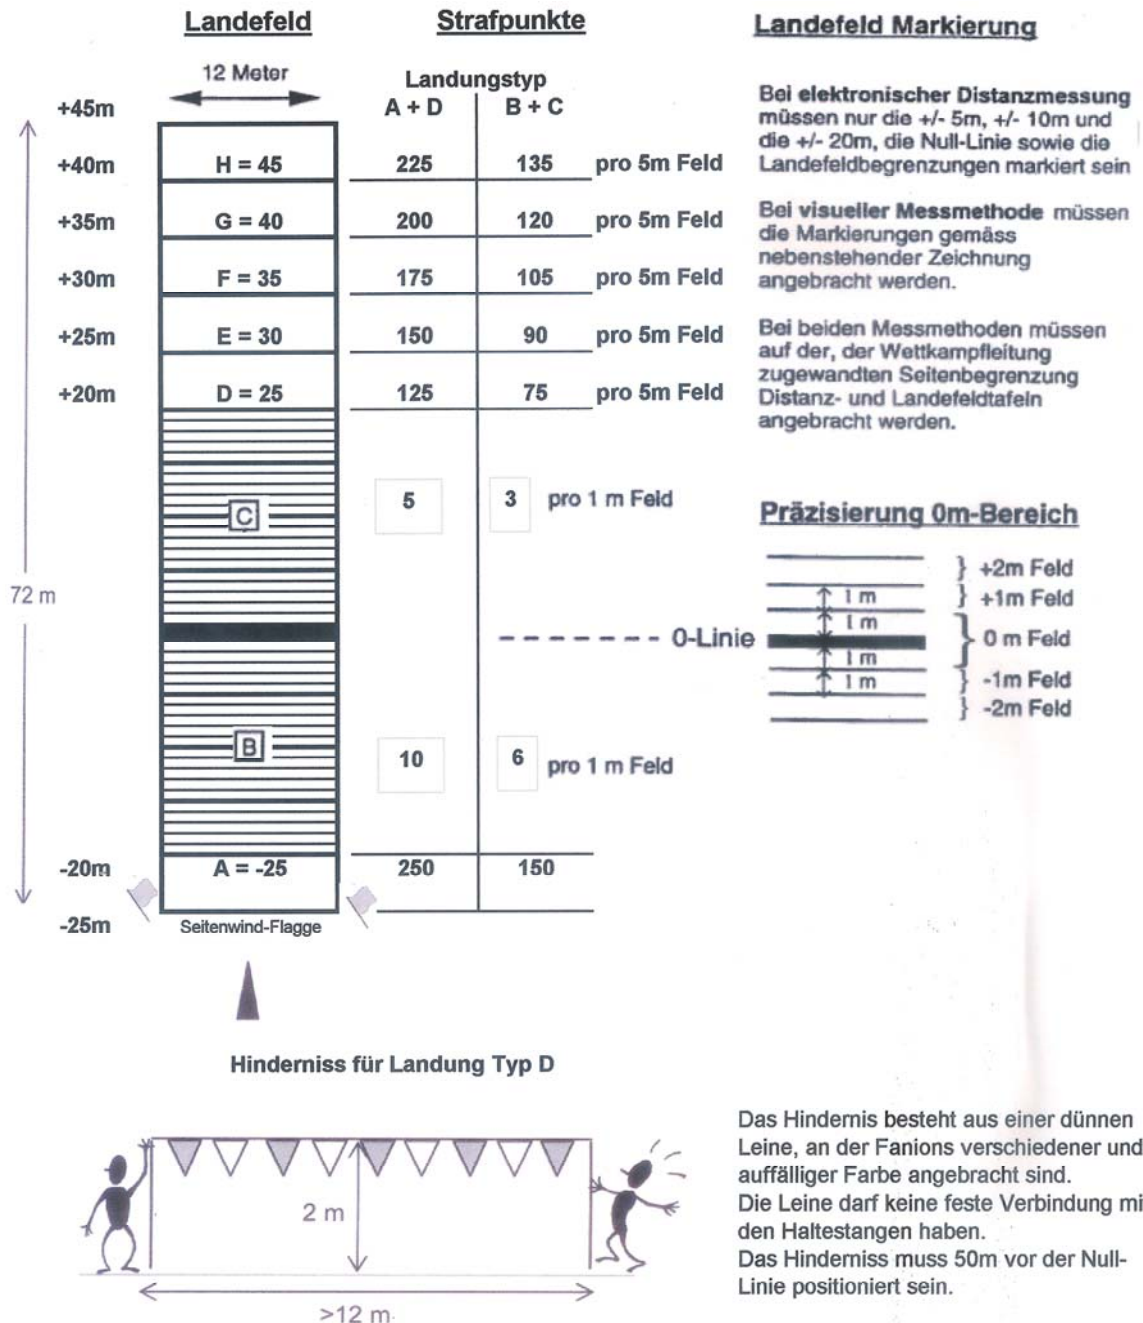 Landefeld
Strafpunkte
Landefeld Markierung
12 Meter
Landungstyp
A + D
B + C
+45m
+40m
H = 45
225
135
pro 5m Feld
+35m
G = 40
200
120
pro 5m Feld
+30m
F = 35
175
105
pro 5m Feld
+25m
E = 30
150
90
pro 5m Feld
+20m
D = 25
125
75
pro 5m Feld
C
5
3
pro 1 m Feld
72 m
0-Linie
B
10
6
pro 1 m Feld
-20m
A = -25
250
150
-25m
Seitenwind-Flagge
Bei elektronischer Distanzmessung
müssen nur die +/- 5m, +/- 10m und
die +/- 20m, die Null-Linie sowie die
Landefeldbegrenzungen markiert sein
Bei visueller Messmethode müssen
die Markierungen gemäss
nebenstehender Zeichnung
angebracht werden.
Bei beiden Messmethoden müssen
auf der, der Wettkampfleitung
zugewandten Seitenbegrenzung
Distanz- und Landefeldtafeln
angebracht werden.
Präzisierung 0m-Bereich
+2m Feld
1 m
+1m Feld
1 m
0 m Feld
1 m
1 m
-1m Feld
-2m Feld
Hinderniss für Landung Typ D
2 m
>12 m
Das Hindernis besteht aus einer dünnen
Leine, an der Fanions verschiedener und
auffälliger Farbe angebracht sind.
Die Leine darf keine feste Verbindung mi
den Haltestangen haben.
Das Hinderniss muss 50m vor der Null-
Linie positioniert sein.